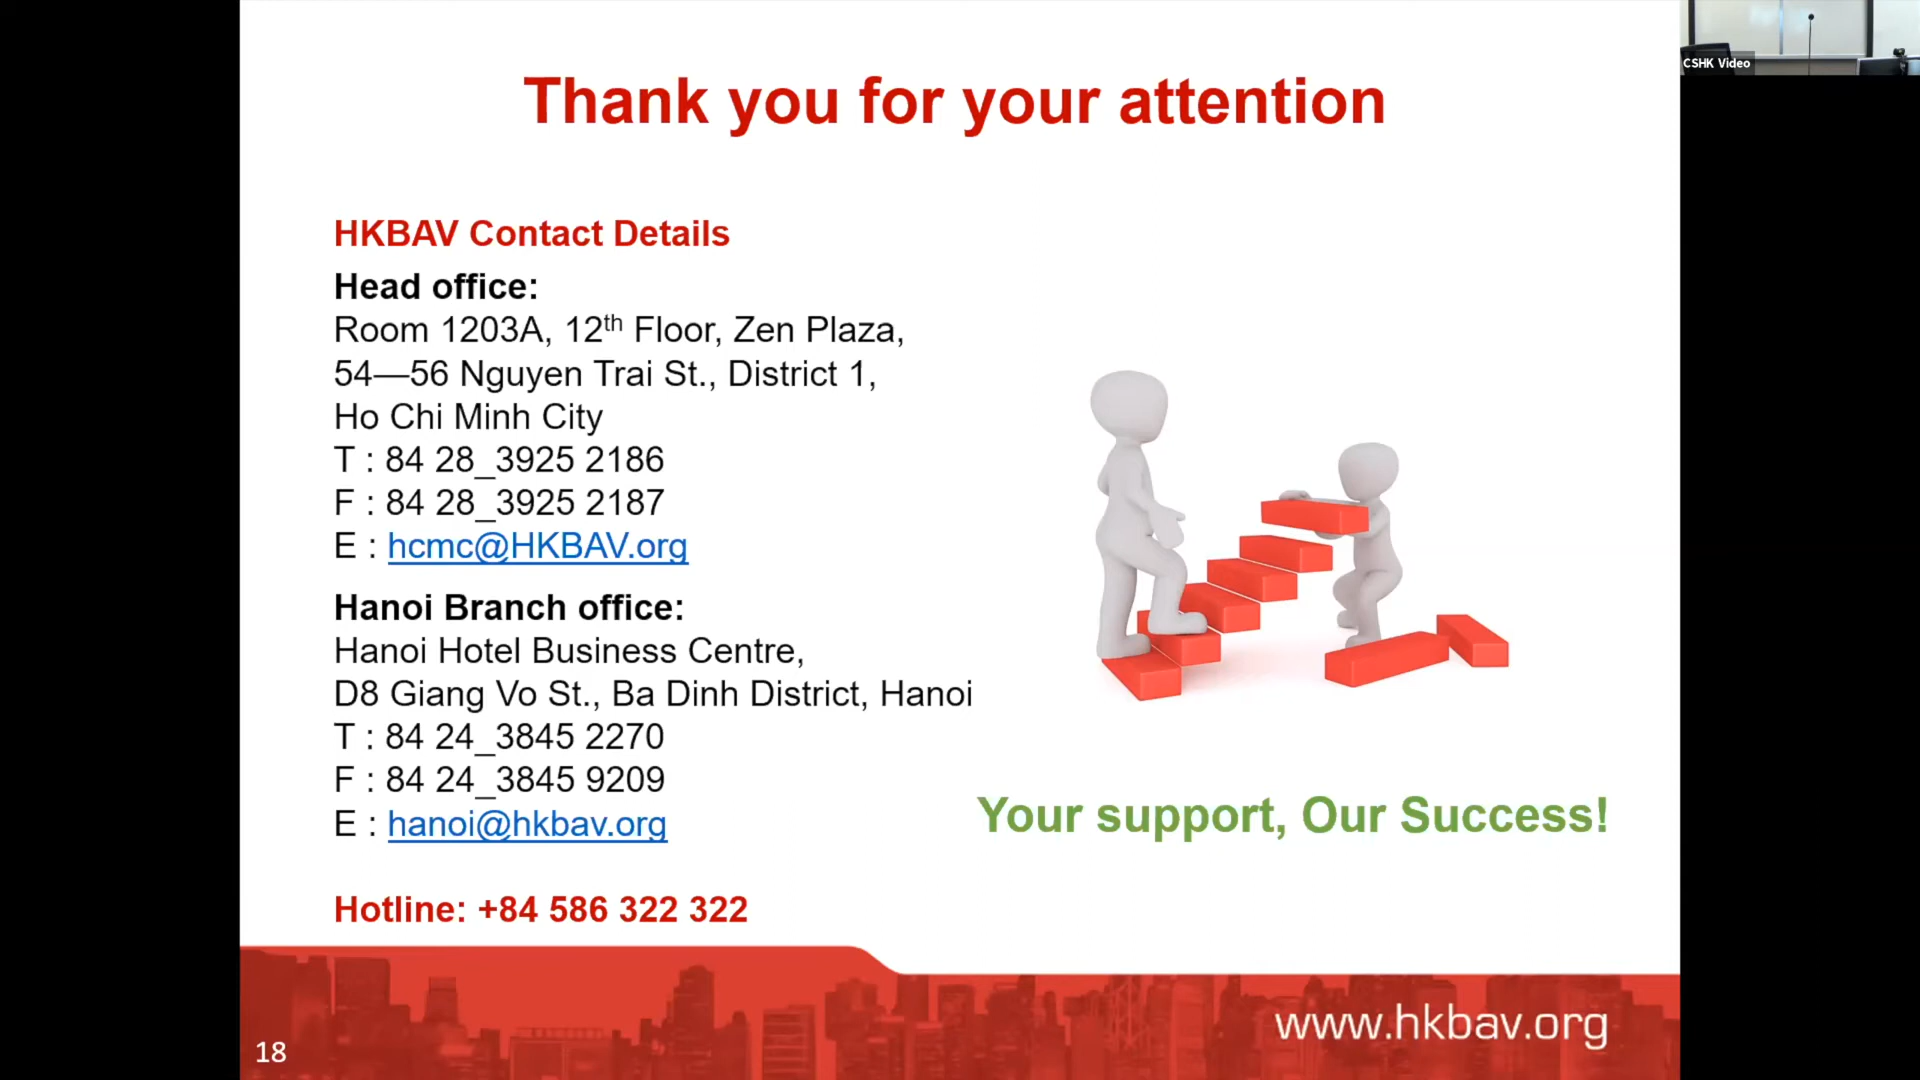 Thank you for your attention
CSHK Video
HKBAV Contact Details
Head office:
Room 1203A, 12th Floor, Zen Plaza,
54—56 Nguyen Trai St., District 1,
Ho Chi Minh City
T : 84 28_3925 2186
F : 84 28_3925 2187
E : hcmc@HKBAV.org
Hanoi Branch office:
Hanoi Hotel Business Centre,
D8 Giang Vo St., Ba Dinh District, Hanoi
T : 84 24_3845 2270
F : 84 24_3845 9209
E : hanoi@hkbav.org
Your support, Our Success!
Hotline: +84 586 322 322
www.hkbav.org
18